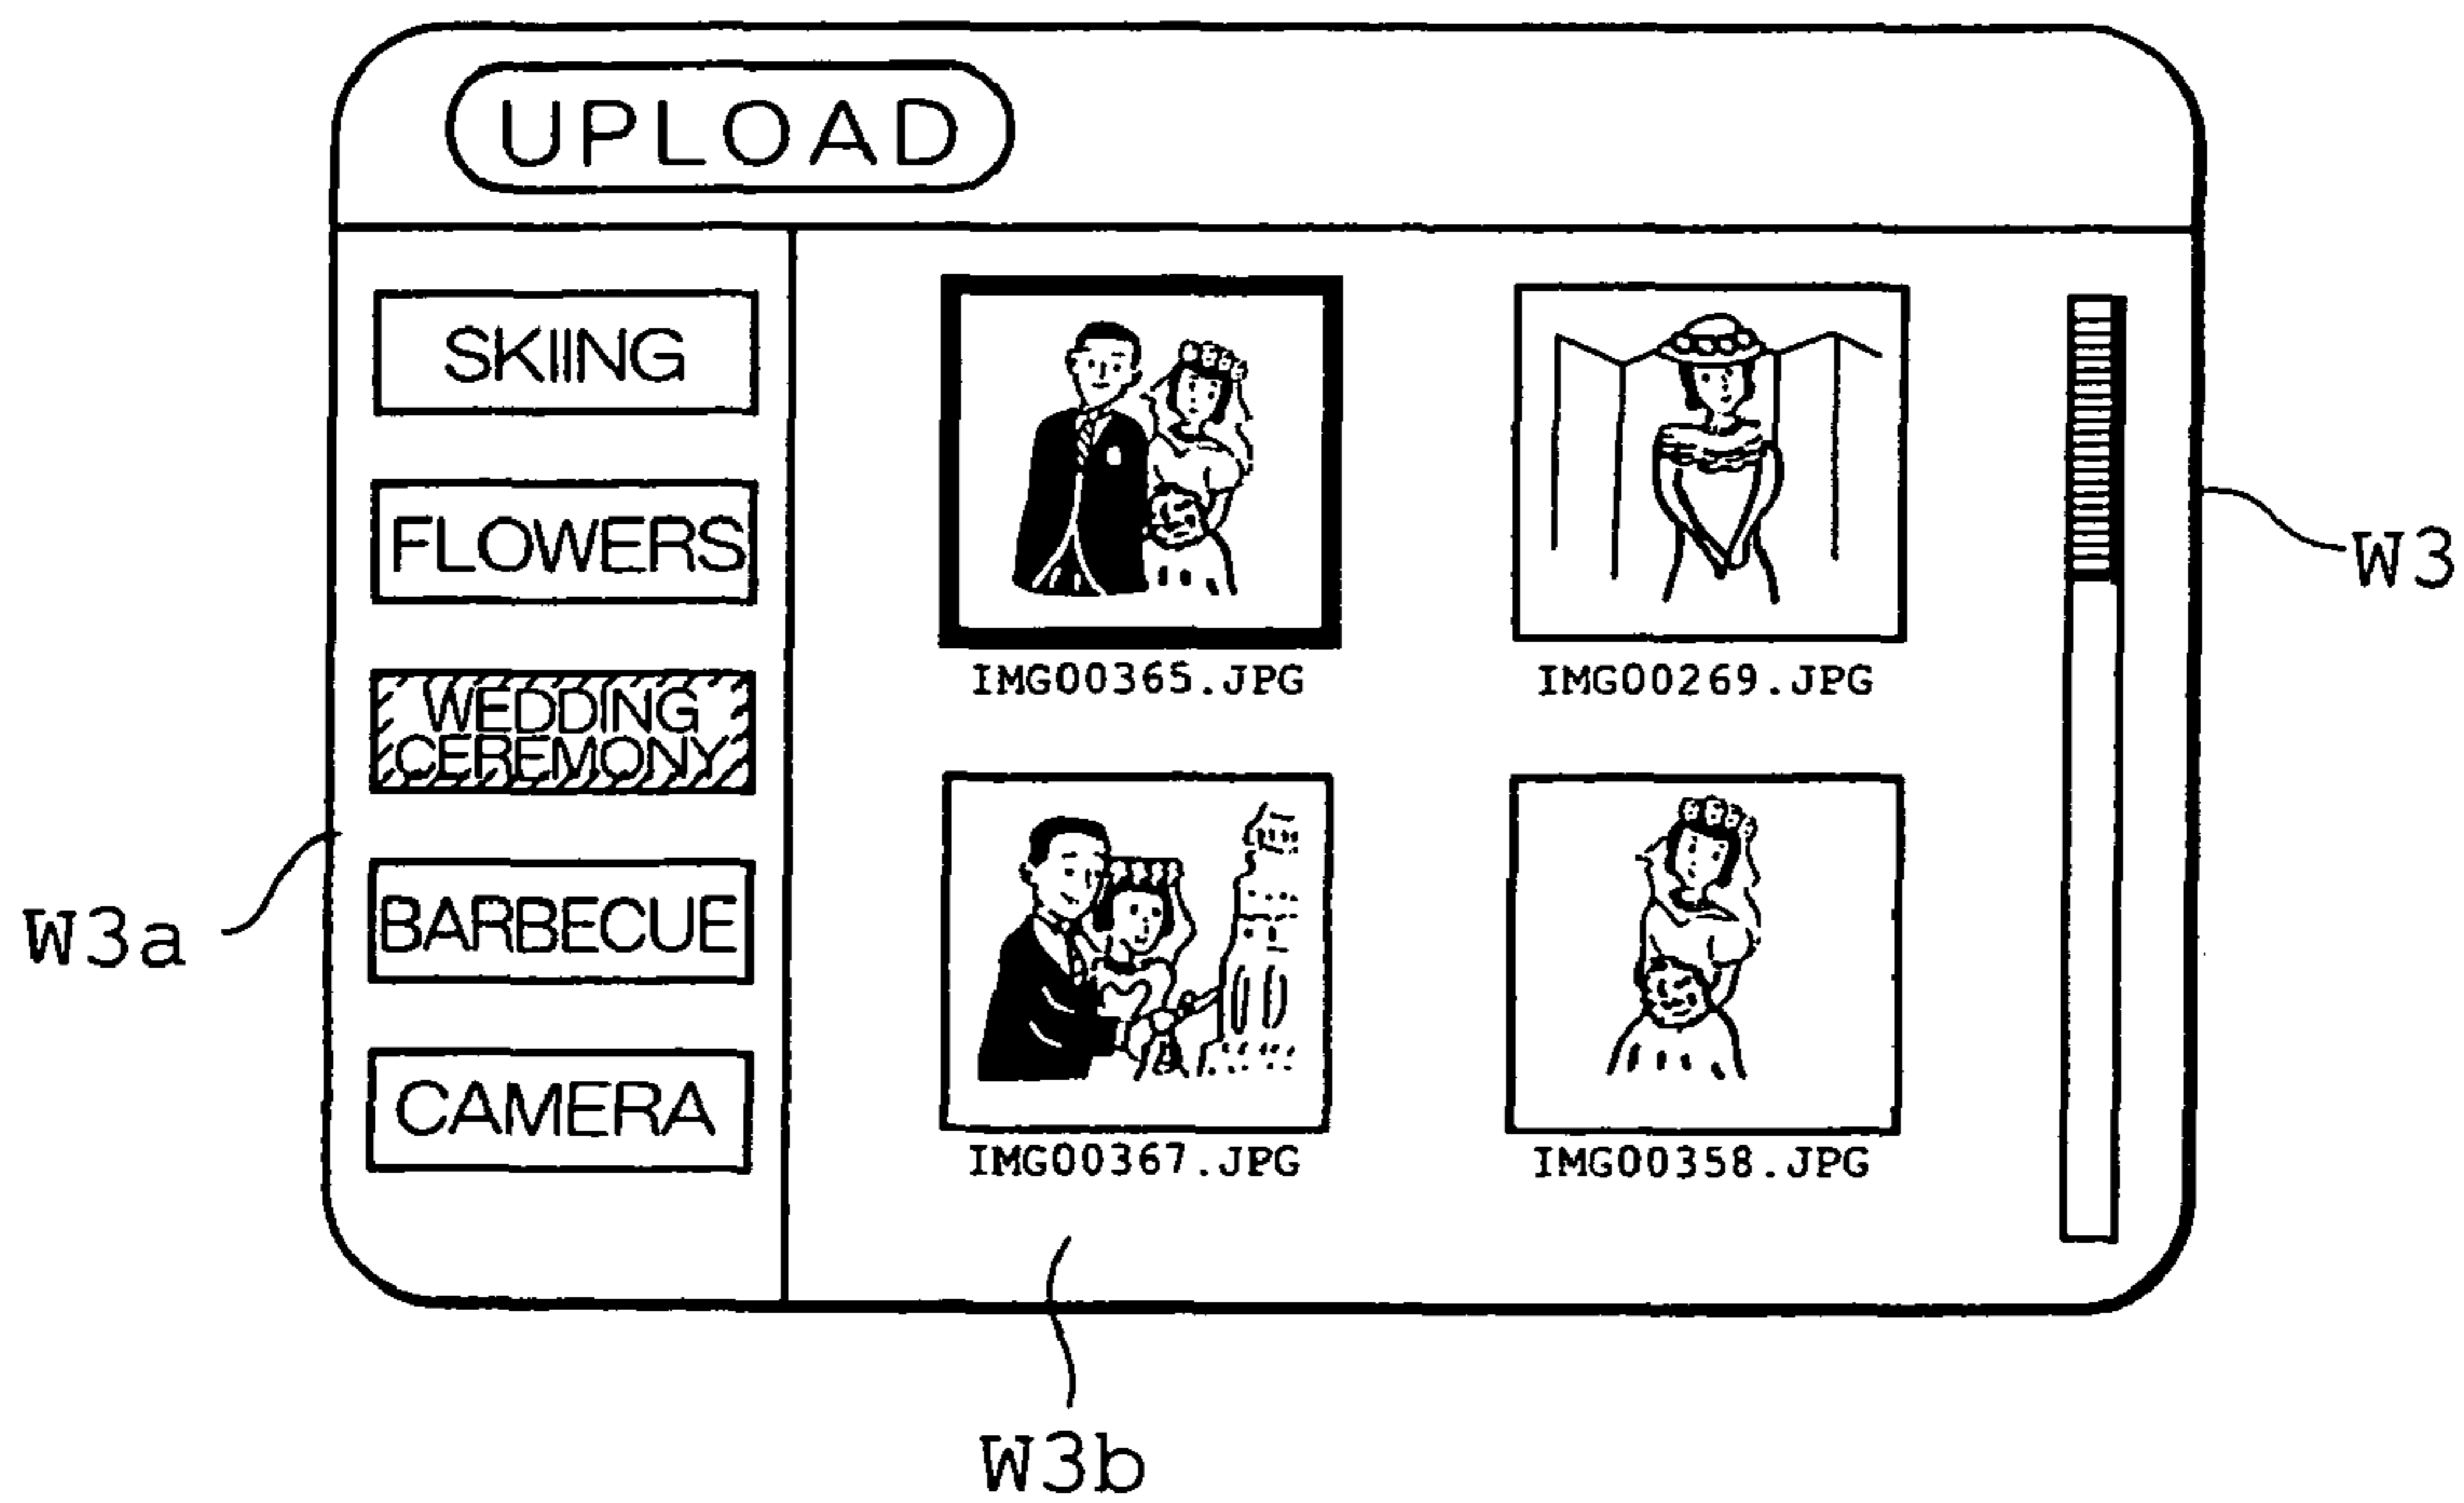 UPLOAD
SKIING
FLOWERS
WEDDING
CEREMONY
BARBECUE
CAMERA
IMG00365.JPG
IMG00269.JPG
IMG00367.JPG
IMG00358.JPG
W3
W3a
W3b